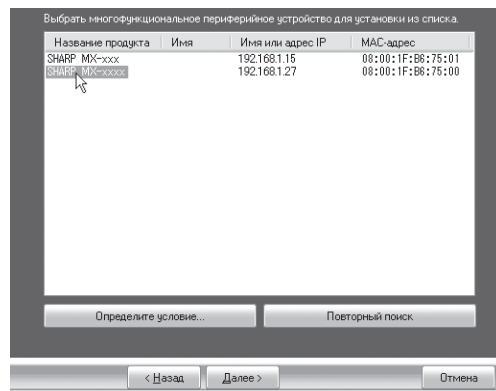 Выбрать многофункциональное периферийное устройство для установки из списка.
Название продукта Имя Имя или адрес IP MAC-адрес
SHARP MX-xxx 192.168.1.15 08:00:1F:B6:75:01
SHARP MX-xxxx 192.168.1.27 08:00:1F:B6:75:00
Определите условие... Повторный поиск
< Назад Далее > Отмена